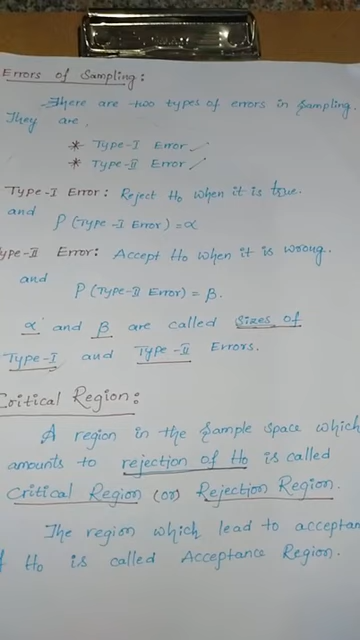 Errors of Sampling:
There are two types of errors in Sampling.
They are.
* Type-I Error
* Type-II Error
Type-I Error: Reject Ho when it is true.
and
P(Type-I Error)=α
ype-II Error: Accept Ho when it is wrong.
and
P(Type-II Error) = β.
α and β are called Sizes of
Type-I and Type-II Errors.
Critical Region:
A region in the Sample space which
amounts to rejection of Ho is called
Critical Region (or) Rejection Region.
The region which lead to acceptan
f Ho is called Acceptance Region.